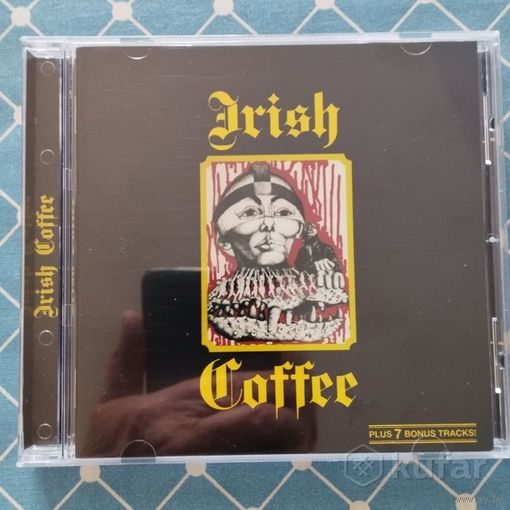 Irish
Coffee
Irish Coffee
PLUS 7 BONUS TRACKS!
kufar